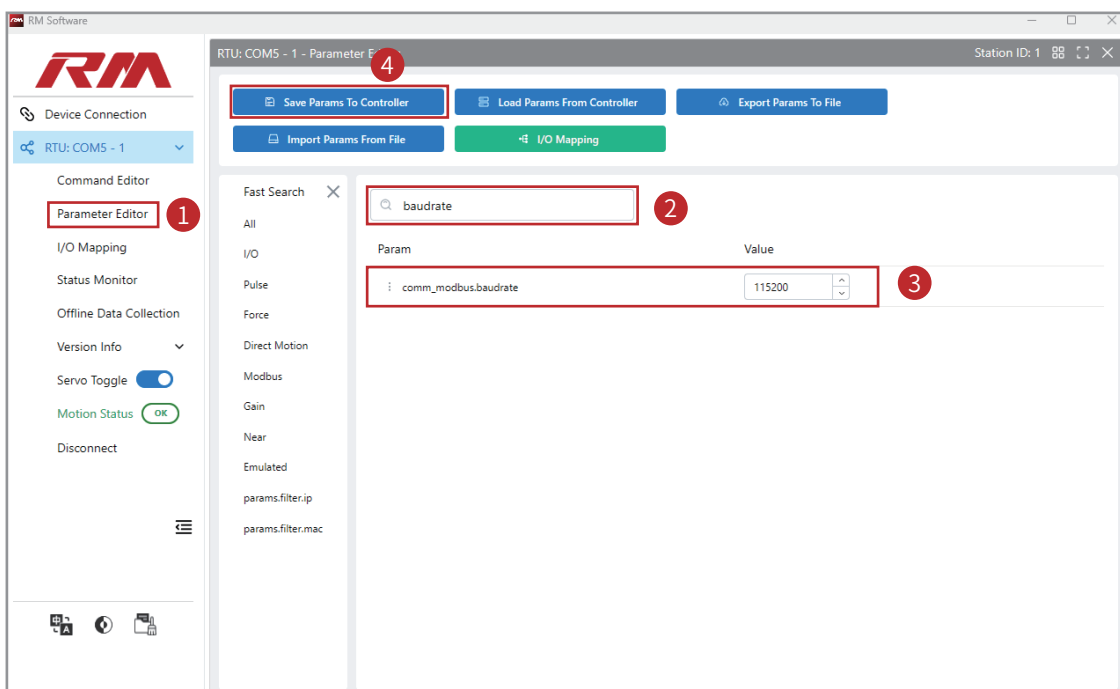 RM Software
RTU: COM5 - 1 - Parameter
Station ID: 1
RM
4
Save Params To Controller
Load Params From Controller
Export Params To File
Import Params From File
I/O Mapping
Device Connection
RTU: COM5 - 1
Command Editor
Parameter Editor
1
I/O Mapping
Status Monitor
Offline Data Collection
Version Info
Servo Toggle
Motion Status OK
Disconnect
中 A
Fast Search
All
I/O
Pulse
Force
Direct Motion
Modbus
Gain
Near
Emulated
params.filter.ip
params.filter.mac
baudrate
2
Param Value
comm_modbus.baudrate 115200
3